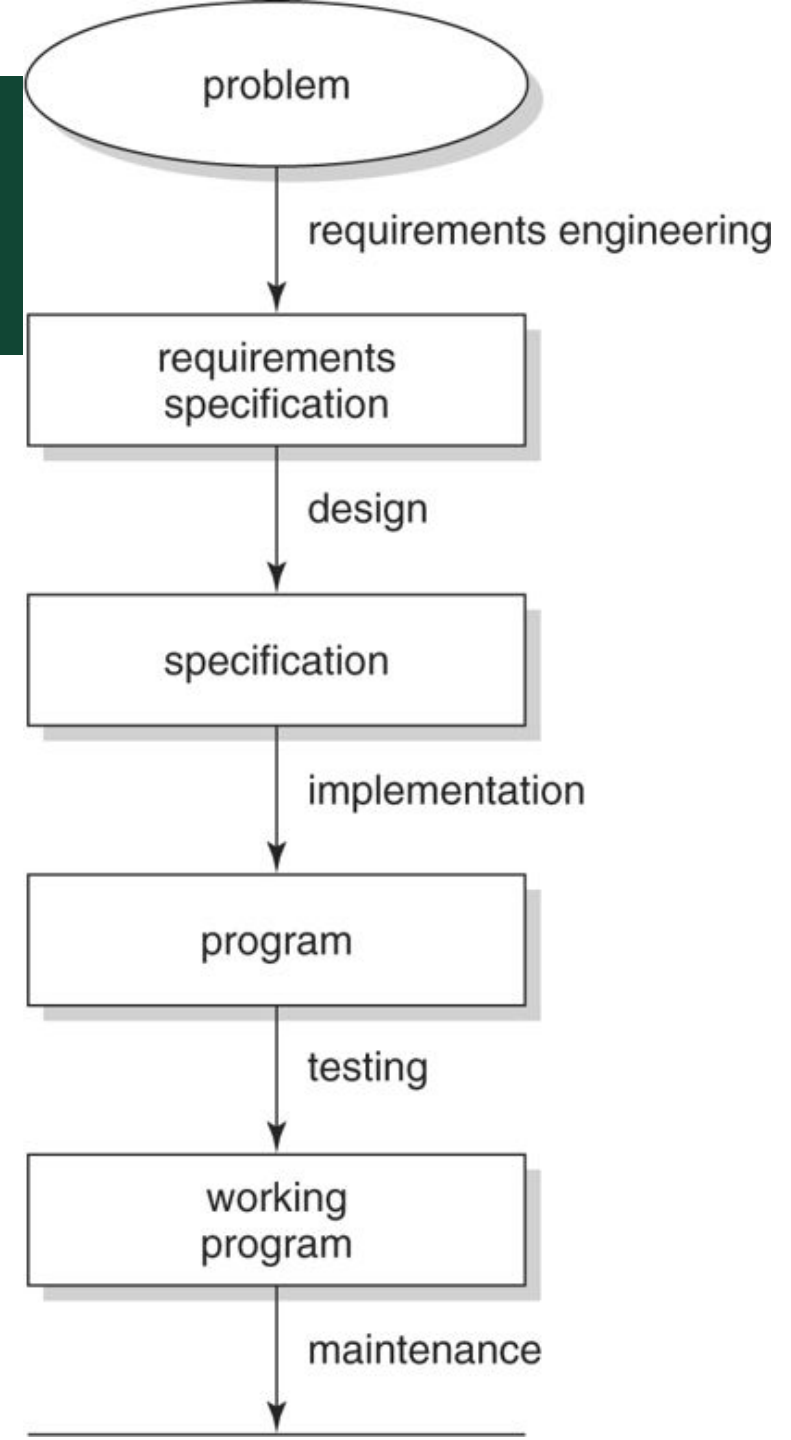 problem
requirements engineering
requirements
specification
design
specification
implementation
program
testing
working
program
maintenance